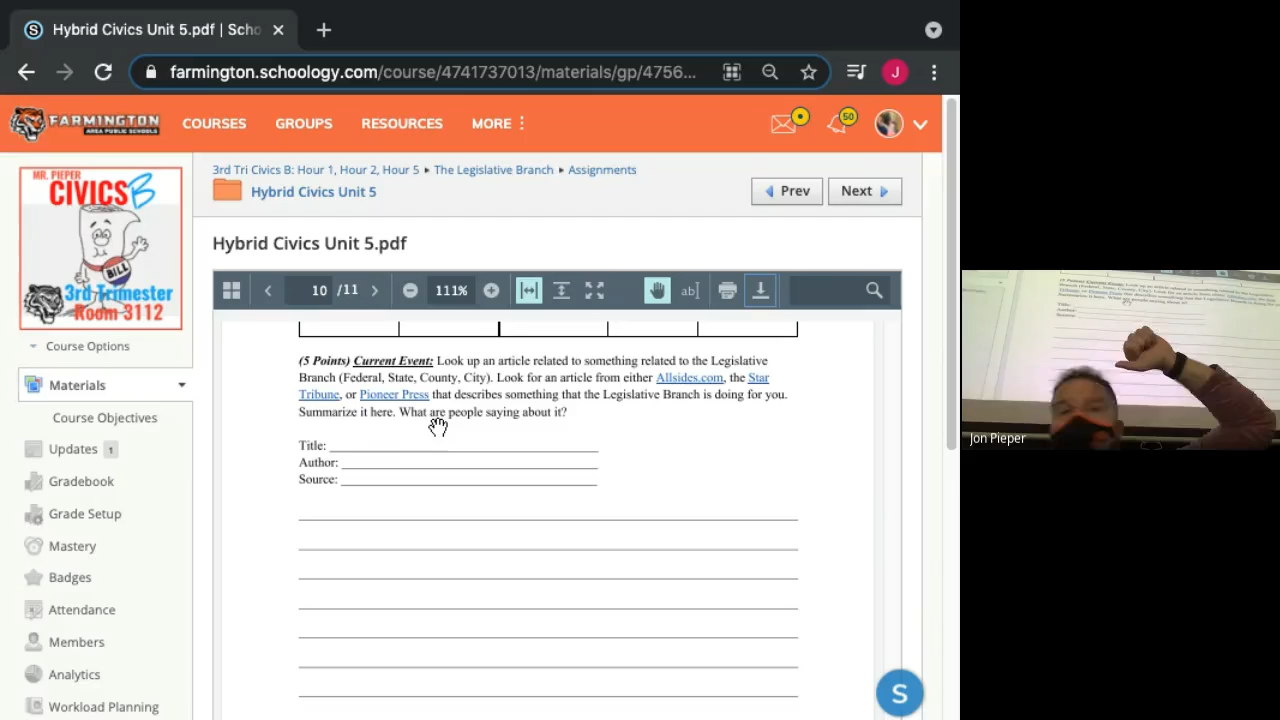 Hybrid Civics Unit 5.pdf | Scho
farmington.schoology.com/course/4741737013/materials/gp/4756...
J
FARMINGTON
AREA PUBLIC SCHOOLS
COURSES
GROUPS
RESOURCES
MORE
50
MR. PIEPER
CIVICS B
BILL
3rd Trimester
Room 3112
Course Options
Materials
Course Objectives
Updates 1
Gradebook
Grade Setup
Mastery
Badges
Attendance
Members
Analytics
Workload Planning
3rd Tri Civics B: Hour 1, Hour 2, Hour 5 ▸ The Legislative Branch ▸ Assignments
Hybrid Civics Unit 5
Prev
Next
Hybrid Civics Unit 5.pdf
10 /11
111%
ab
(5 Points) Current Event: Look up an article related to something related to the Legislative
Branch (Federal, State, County, City). Look for an article from either Allsides.com, the Star
Tribune, or Pioneer Press that describes something that the Legislative Branch is doing for you.
Summarize it here. What are people saying about it?
Title:
Author:
Source:
S
Jon Pieper